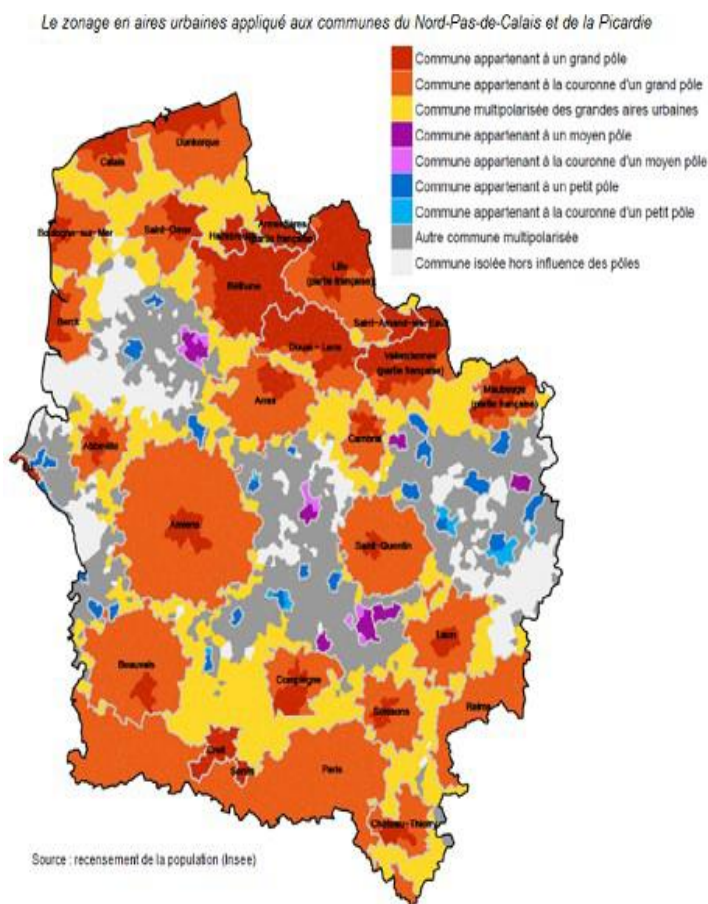 Le zonage en aires urbaines appliqué aux communes du Nord-Pas-de-Calais et de la Picardie
Commune appartenant à un grand pôle
Commune appartenant à la couronne d'un grand pôle
Commune multipolarisée des grandes aires urbaines
Commune appartenant à un moyen pôle
Commune appartenant à la couronne d'un moyen pôle
Commune appartenant à un petit pôle
Commune appartenant à la couronne d'un petit pôle
Autre commune multipolarisée
Commune isolée hors influence des pôles
Dunkerque
Calais
Boulogne-sur-Mer
Saint-Omer
Armentières
(partie française)
Lille
(partie française)
Béthune
Berck
Saint-Amand-les-Eaux
Douai - Lens
Valenciennes
(partie française)
Maubeuge
(partie française)
Arras
Cambrai
Abbeville
Amiens
Saint-Quentin
Laon
Beauvais
Compiègne
Soissons
Reims
Creil
Senlis
Paris
Château-Thierry
Source : recensement de la population (Insee)